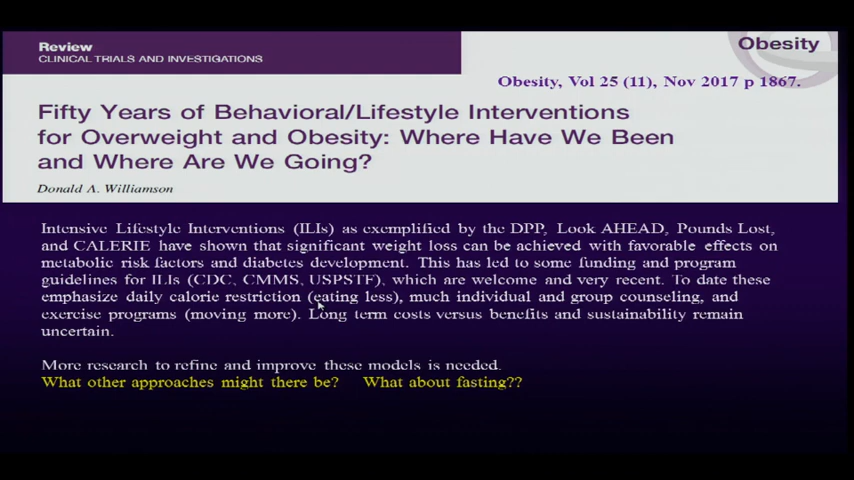 Review
CLINICAL TRIALS AND INVESTIGATIONS
Obesity
Obesity, Vol 25 (11), Nov 2017 p 1867.
Fifty Years of Behavioral/Lifestyle Interventions
for Overweight and Obesity: Where Have We Been
and Where Are We Going?
Donald A. Williamson
Intensive Lifestyle Interventions (ILIs) as exemplified by the DPP, Look AHEAD, Pounds Lost,
and CALERIE have shown that significant weight loss can be achieved with favorable effects on
metabolic risk factors and diabetes development. This has led to some funding and program
guidelines for ILIs (CDC, CMMS, USPSTF), which are welcome and very recent. To date these
emphasize daily calorie restriction (eating less), much individual and group counseling, and
exercise programs (moving more). Long term costs versus benefits and sustainability remain
uncertain.
More research to refine and improve these models is needed.
What other approaches might there be? What about fasting??